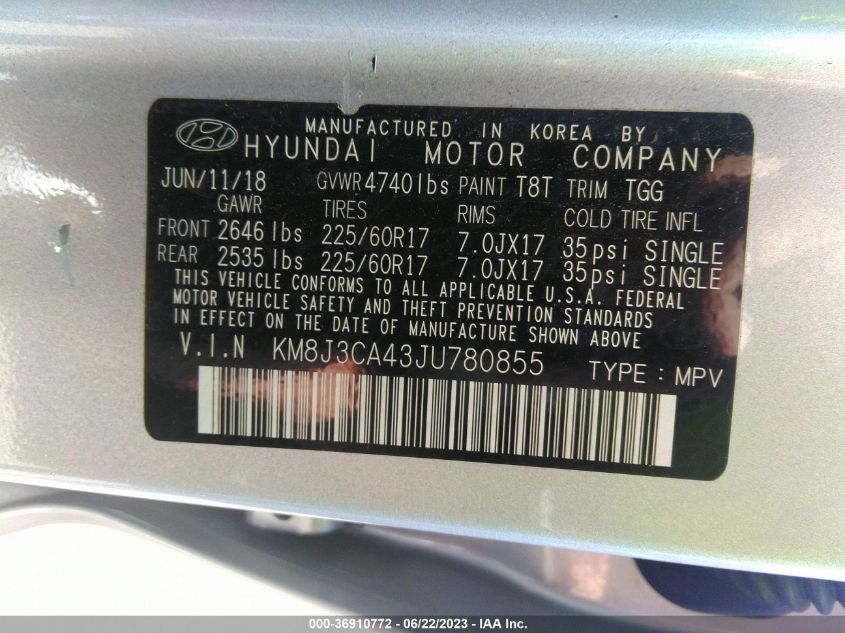 MANUFACTURED IN KOREA BY
HYUNDAI MOTOR COMPANY
JUN/11/18 GVWR 4740lbs PAINT T8T TRIM TGG
GAWR TIRES RIMS COLD TIRE INFL
FRONT 2646 lbs 225/60R17 7.0JX17 35psi SINGLE
REAR 2535 lbs 225/60R17 7.0JX17 35psi SINGLE
THIS VEHICLE CONFORMS TO ALL APPLICABLE U.S.A. FEDERAL
MOTOR VEHICLE SAFETY AND THEFT PREVENTION STANDARDS
IN EFFECT ON THE DATE OF MANUFACTURE SHOWN ABOVE
V.I.N KM8J3CA43JU780855 TYPE : MPV
000-36910772 - 06/22/2023 - IAA Inc.